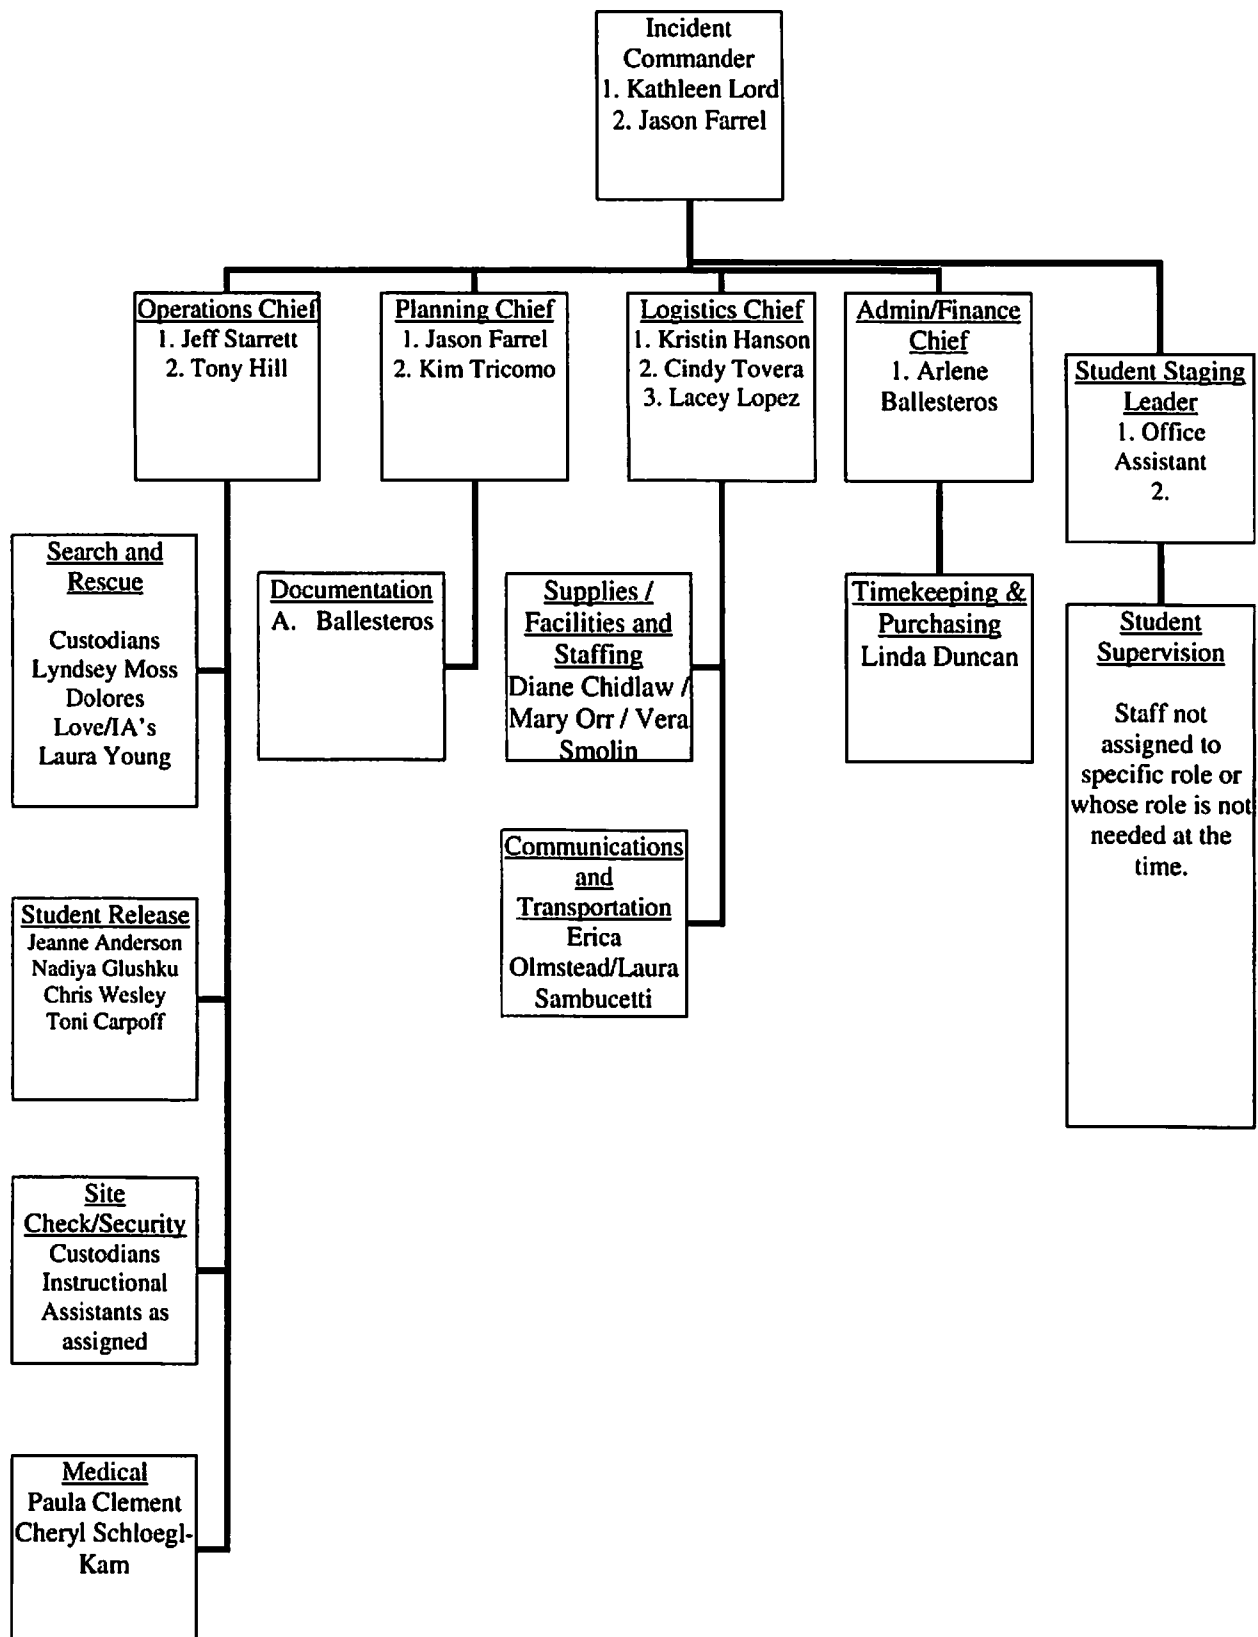 Incident
Commander
1. Kathleen Lord
2. Jason Farrel
Operations Chief
1. Jeff Starrett
2. Tony Hill
Planning Chief
1. Jason Farrel
2. Kim Tricomo
Logistics Chief
1. Kristin Hanson
2. Cindy Tovera
3. Lacey Lopez
Admin/Finance
Chief
1. Arlene
Ballesteros
Student Staging
Leader
1. Office
Assistant
2.
Search and
Rescue
Custodians
Lyndsey Moss
Dolores
Love/IA's
Laura Young
Documentation
A. Ballesteros
Supplies /
Facilities and
Staffing
Diane Chidlaw /
Mary Orr / Vera
Smolin
Timekeeping &
Purchasing
Linda Duncan
Student
Supervision
Staff not
assigned to
specific role or
whose role is not
needed at the
time.
Communications
and
Transportation
Erica
Olmstead/Laura
Sambucetti
Student Release
Jeanne Anderson
Nadiya Glushku
Chris Wesley
Toni Carpoff
Site
Check/Security
Custodians
Instructional
Assistants as
assigned
Medical
Paula Clement
Cheryl Schloegl-
Kam